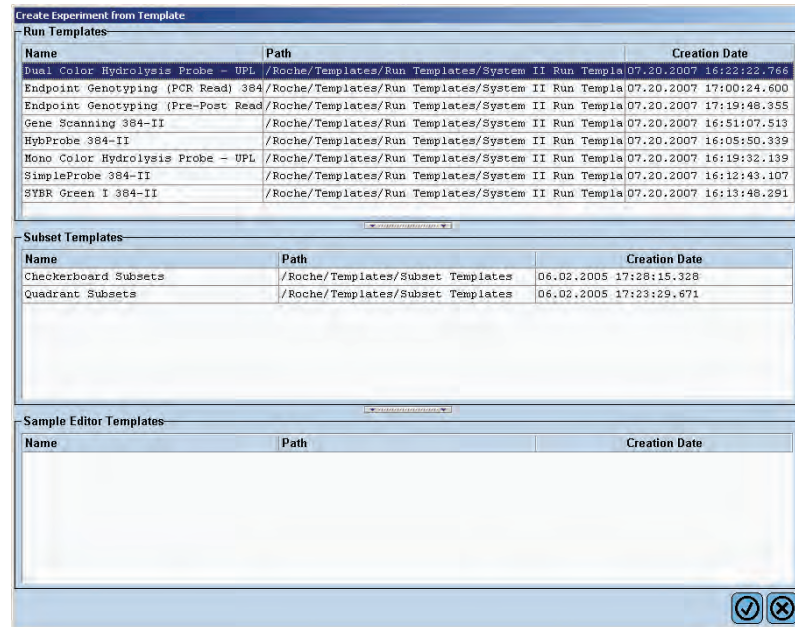 Create Experiment from Template
Run Templates
Name Path Creation Date
Dual Color Hydrolysis Probe – UPL /Roche/Templates/Run Templates/System II Run Templa 07.20.2007 16:22:22.766
Endpoint Genotyping (PCR Read) 384 /Roche/Templates/Run Templates/System II Run Templa 07.20.2007 17:00:24.600
Endpoint Genotyping (Pre-Post Read /Roche/Templates/Run Templates/System II Run Templa 07.20.2007 17:19:48.355
Gene Scanning 384-II /Roche/Templates/Run Templates/System II Run Templa 07.20.2007 16:51:07.513
HybProbe 384-II /Roche/Templates/Run Templates/System II Run Templa 07.20.2007 16:05:50.339
Mono Color Hydrolysis Probe – UPL /Roche/Templates/Run Templates/System II Run Templa 07.20.2007 16:19:32.139
SimpleProbe 384-II /Roche/Templates/Run Templates/System II Run Templa 07.20.2007 16:12:43.107
SYBR Green I 384-II /Roche/Templates/Run Templates/System II Run Templa 07.20.2007 16:13:48.291
Subset Templates
Name Path Creation Date
Checkerboard Subsets /Roche/Templates/Subset Templates 06.02.2005 17:28:15.328
Quadrant Subsets /Roche/Templates/Subset Templates 06.02.2005 17:23:29.671
Sample Editor Templates
Name Path Creation Date